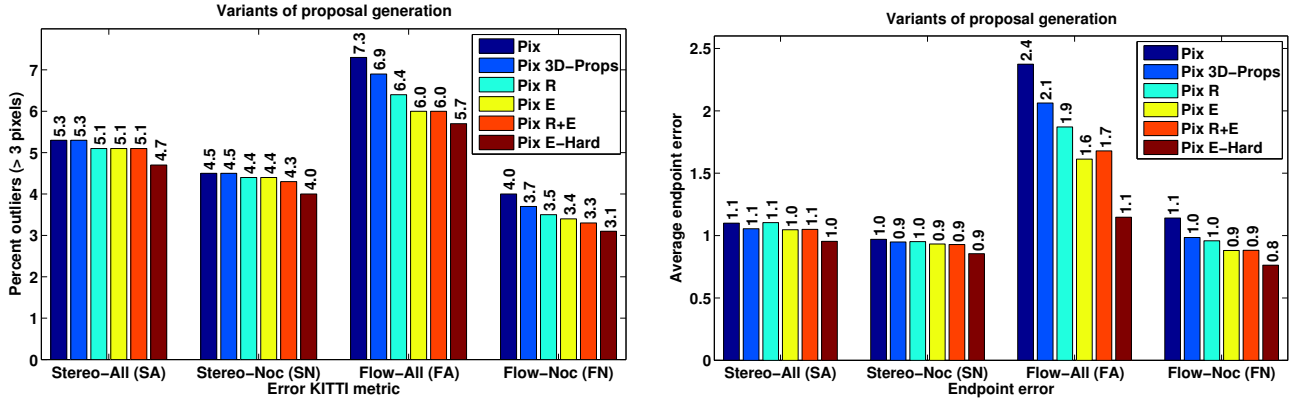 Variants of proposal generation
Percent outliers (> 3 pixels)
7
6
5
4
3
2
1
0
5.3 5.3 5.1 5.1 5.1 4.7
4.5 4.5 4.4 4.4 4.3 4.0
7.3 6.9 6.4 6.0 6.0 5.7
4.0 3.7 3.5 3.4 3.3 3.1
Pix
Pix 3D-Props
Pix R
Pix E
Pix R+E
Pix E-Hard
Stereo-All (SA) Stereo-Noc (SN) Flow-All (FA) Flow-Noc (FN)
Error KITTI metric
Variants of proposal generation
Average endpoint error
2.5
2
1.5
1
0.5
0
1.1 1.1 1.1 1.0 1.1 1.0
1.0 0.9 1.0 0.9 0.9 0.9
2.4 2.1 1.9 1.6 1.7 1.1
1.1 1.0 1.0 0.9 0.9 0.8
Pix
Pix 3D-Props
Pix R
Pix E
Pix R+E
Pix E-Hard
Stereo-All (SA) Stereo-Noc (SN) Flow-All (FA) Flow-Noc (FN)
Endpoint error